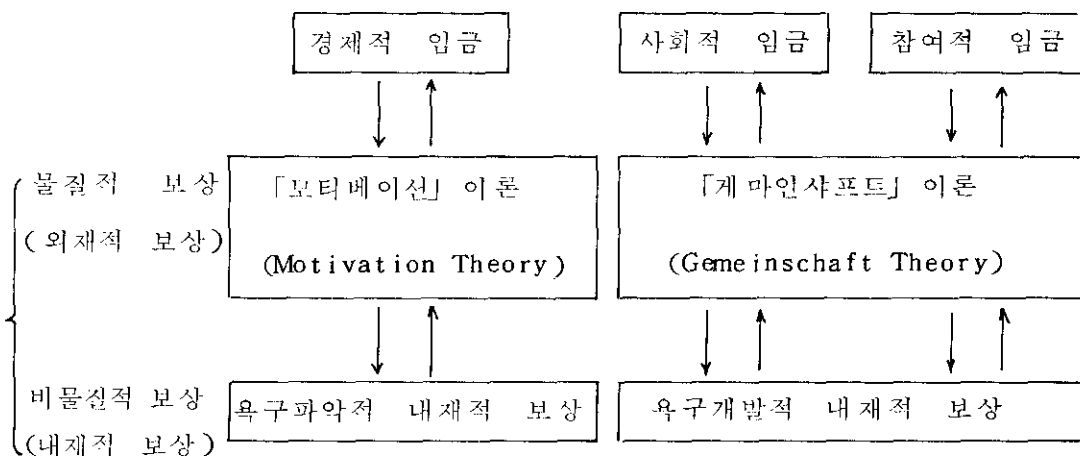 경제적 임금 사회적 임금 참여적 임금
물질적 보상 「모티베이션」 이론 「게마인샤프트」 이론
(외재적 보상)
(Motivation Theory) (Gemeinschaft Theory)
비물질적 보상 욕구파악적 내재적 보상 욕구개발적 내재적 보상
(내재적 보상)